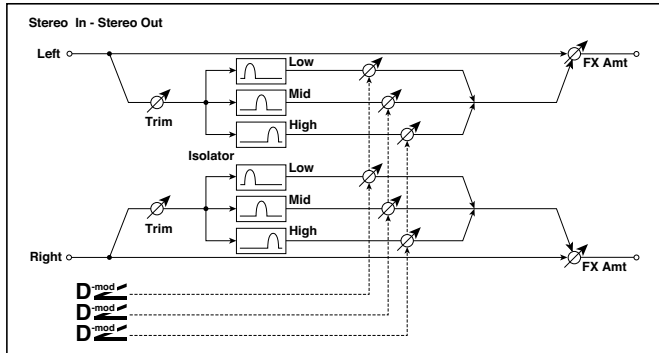 Stereo In - Stereo Out
Left
FX Amt
Low
Mid
High
Trim
Isolator
Low
Mid
High
Trim
Right
FX Amt
D-mod
D-mod
D-mod